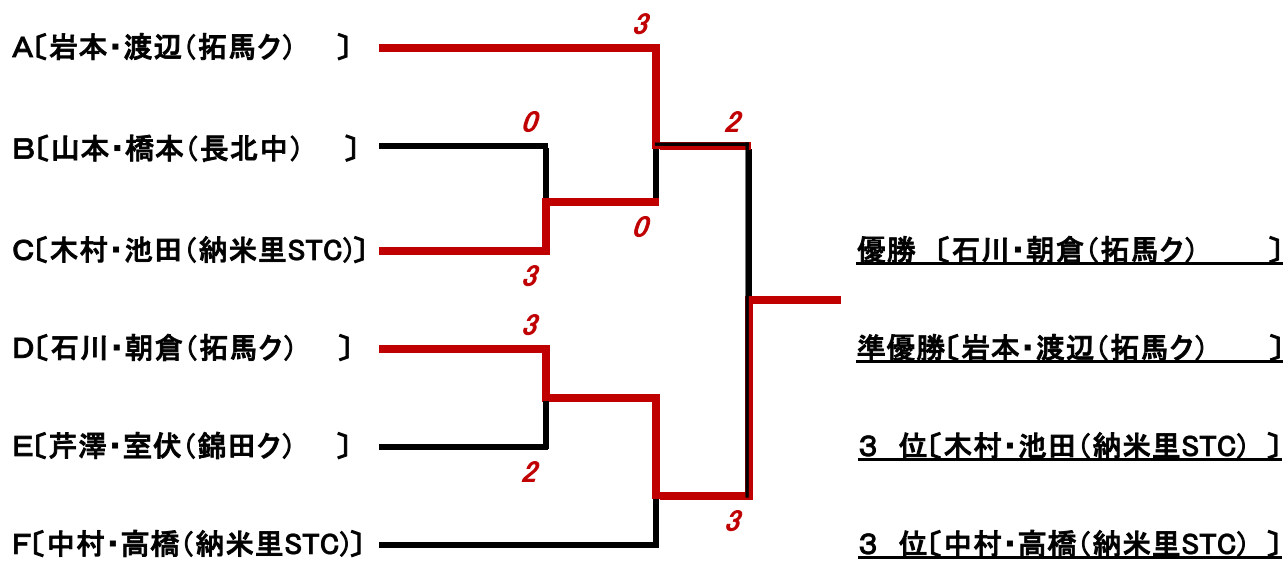 3
A〔岩本・渡辺(拓馬ク)　〕
0
2
B〔山本・橋本(長北中)　〕
0
C〔木村・池田(納米里STC)〕
優勝 〔石川・朝倉(拓馬ク)　〕
3
3
D〔石川・朝倉(拓馬ク)　〕
準優勝〔岩本・渡辺(拓馬ク)　〕
E〔芹澤・室伏(錦田ク)　〕
3　位〔木村・池田(納米里STC) 〕
2
3
F〔中村・高橋(納米里STC)〕
3　位〔中村・高橋(納米里STC) 〕